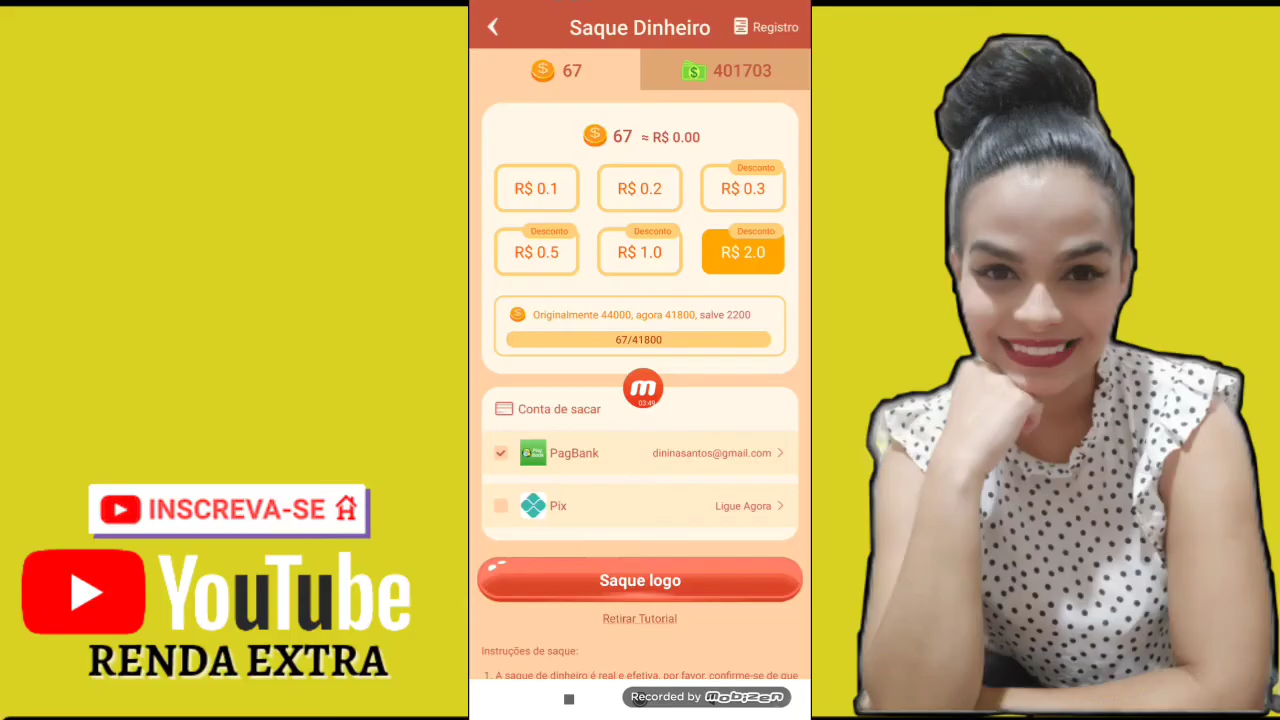 Saque Dinheiro
Registro
67
401703
67 ≈ R$ 0.00
R$ 0.1
R$ 0.2
Desconto
R$ 0.3
Desconto
R$ 0.5
Desconto
R$ 1.0
Desconto
R$ 2.0
Originalmente 44000, agora 41800, salve 2200
67/41800
m
03:49
Conta de sacar
PagBank
dininasantos@gmail.com
Pix
Ligue Agora
Saque logo
Retirar Tutorial
Instruções de saque:
1. A saque de dinheiro é real e efetiva, por favor, confirme-se de que
Recorded by mobizen
INSCREVA-SE
YouTube
RENDA EXTRA